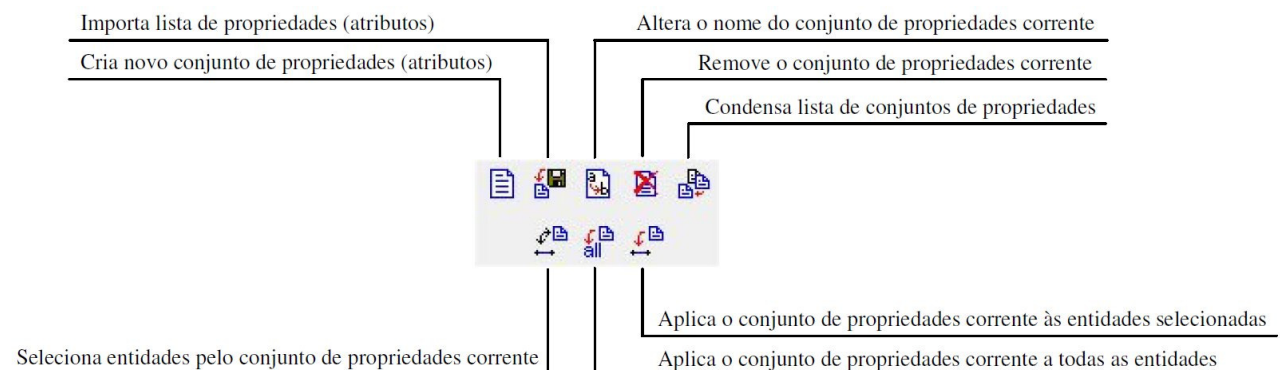 Importa lista de propriedades (atributos)
Altera o nome do conjunto de propriedades corrente
Cria novo conjunto de propriedades (atributos)
Remove o conjunto de propriedades corrente
Condensa lista de conjuntos de propriedades
a
b
all
Aplica o conjunto de propriedades corrente às entidades selecionadas
Seleciona entidades pelo conjunto de propriedades corrente
Aplica o conjunto de propriedades corrente a todas as entidades